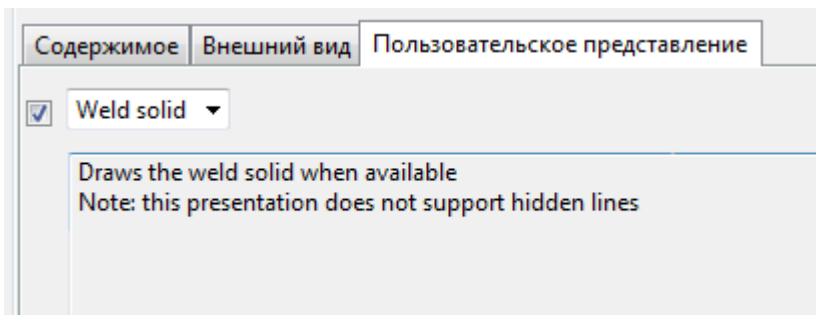 Содержимое Внешний вид Пользовательское представление
Weld solid
Draws the weld solid when available
Note: this presentation does not support hidden lines